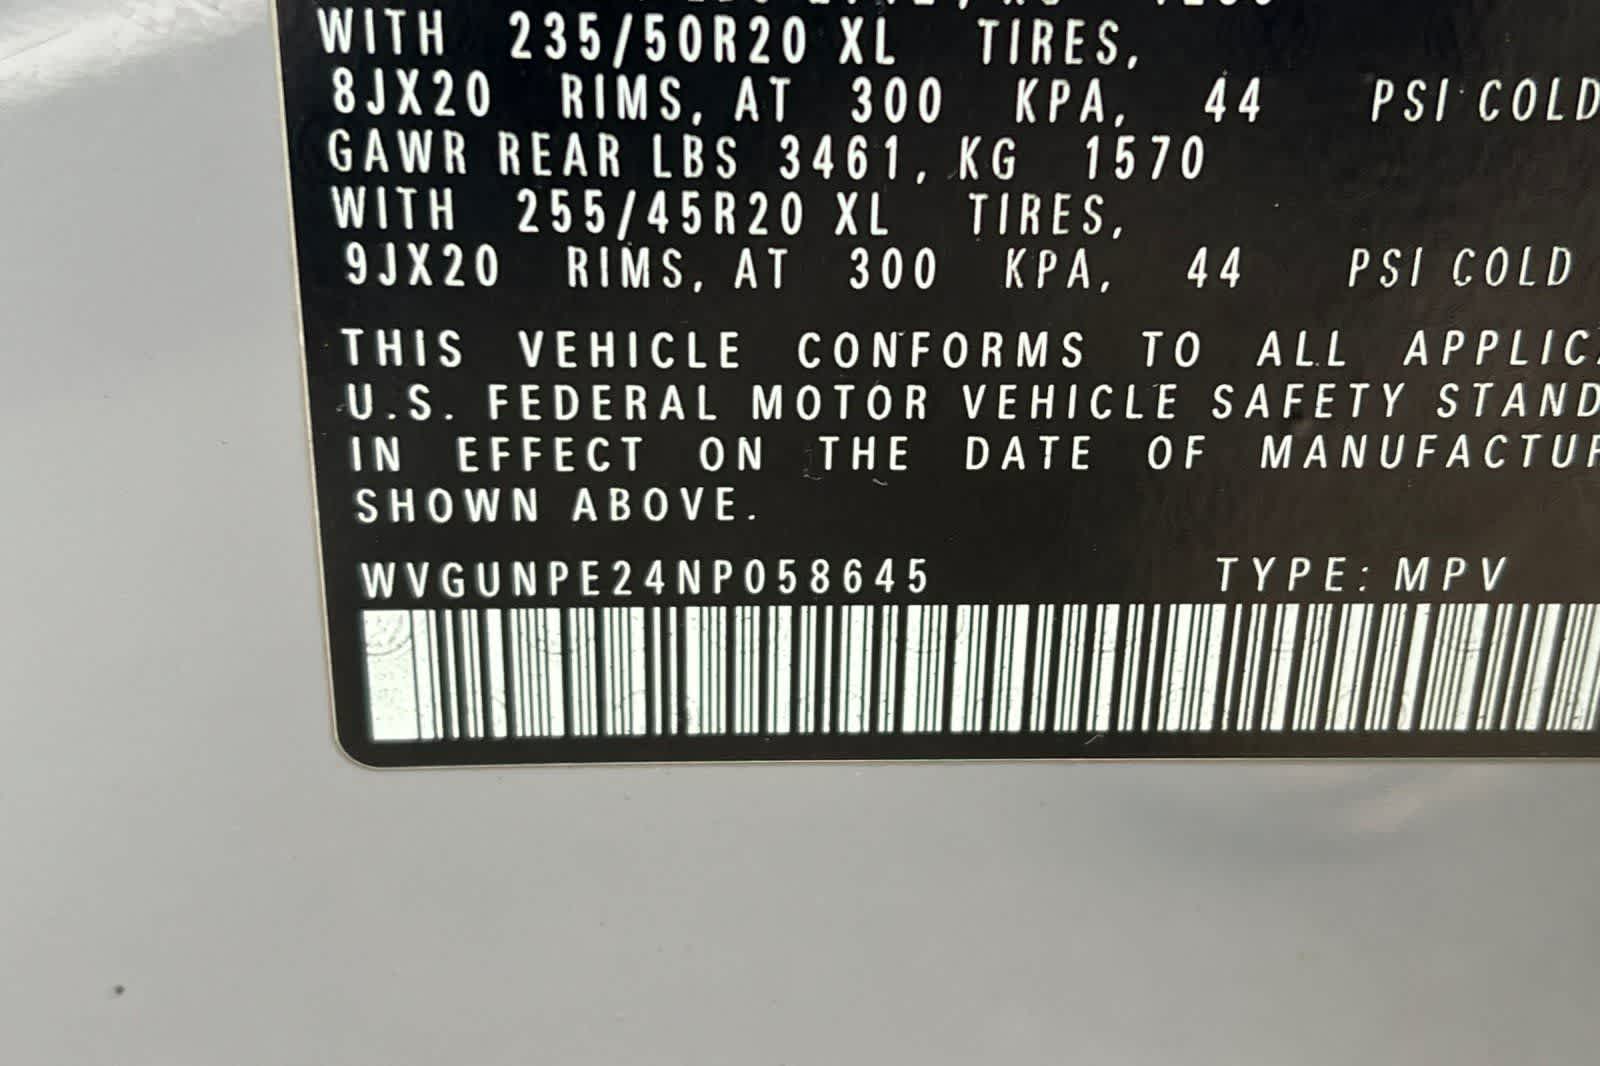 WITH 235/50R20 XL TIRES,
8JX20 RIMS, AT 300 KPA, 44 PSI COLD
GAWR REAR LBS 3461, KG 1570
WITH 255/45R20 XL TIRES,
9JX20 RIMS, AT 300 KPA, 44 PSI COLD
THIS VEHICLE CONFORMS TO ALL
U.S. FEDERAL MOTOR VEHICLE SAFETY STAND
IN EFFECT ON THE DATE OF MANUFACTUR
SHOWN ABOVE.
WVGUNPE24NP058645 TYPE: MPV